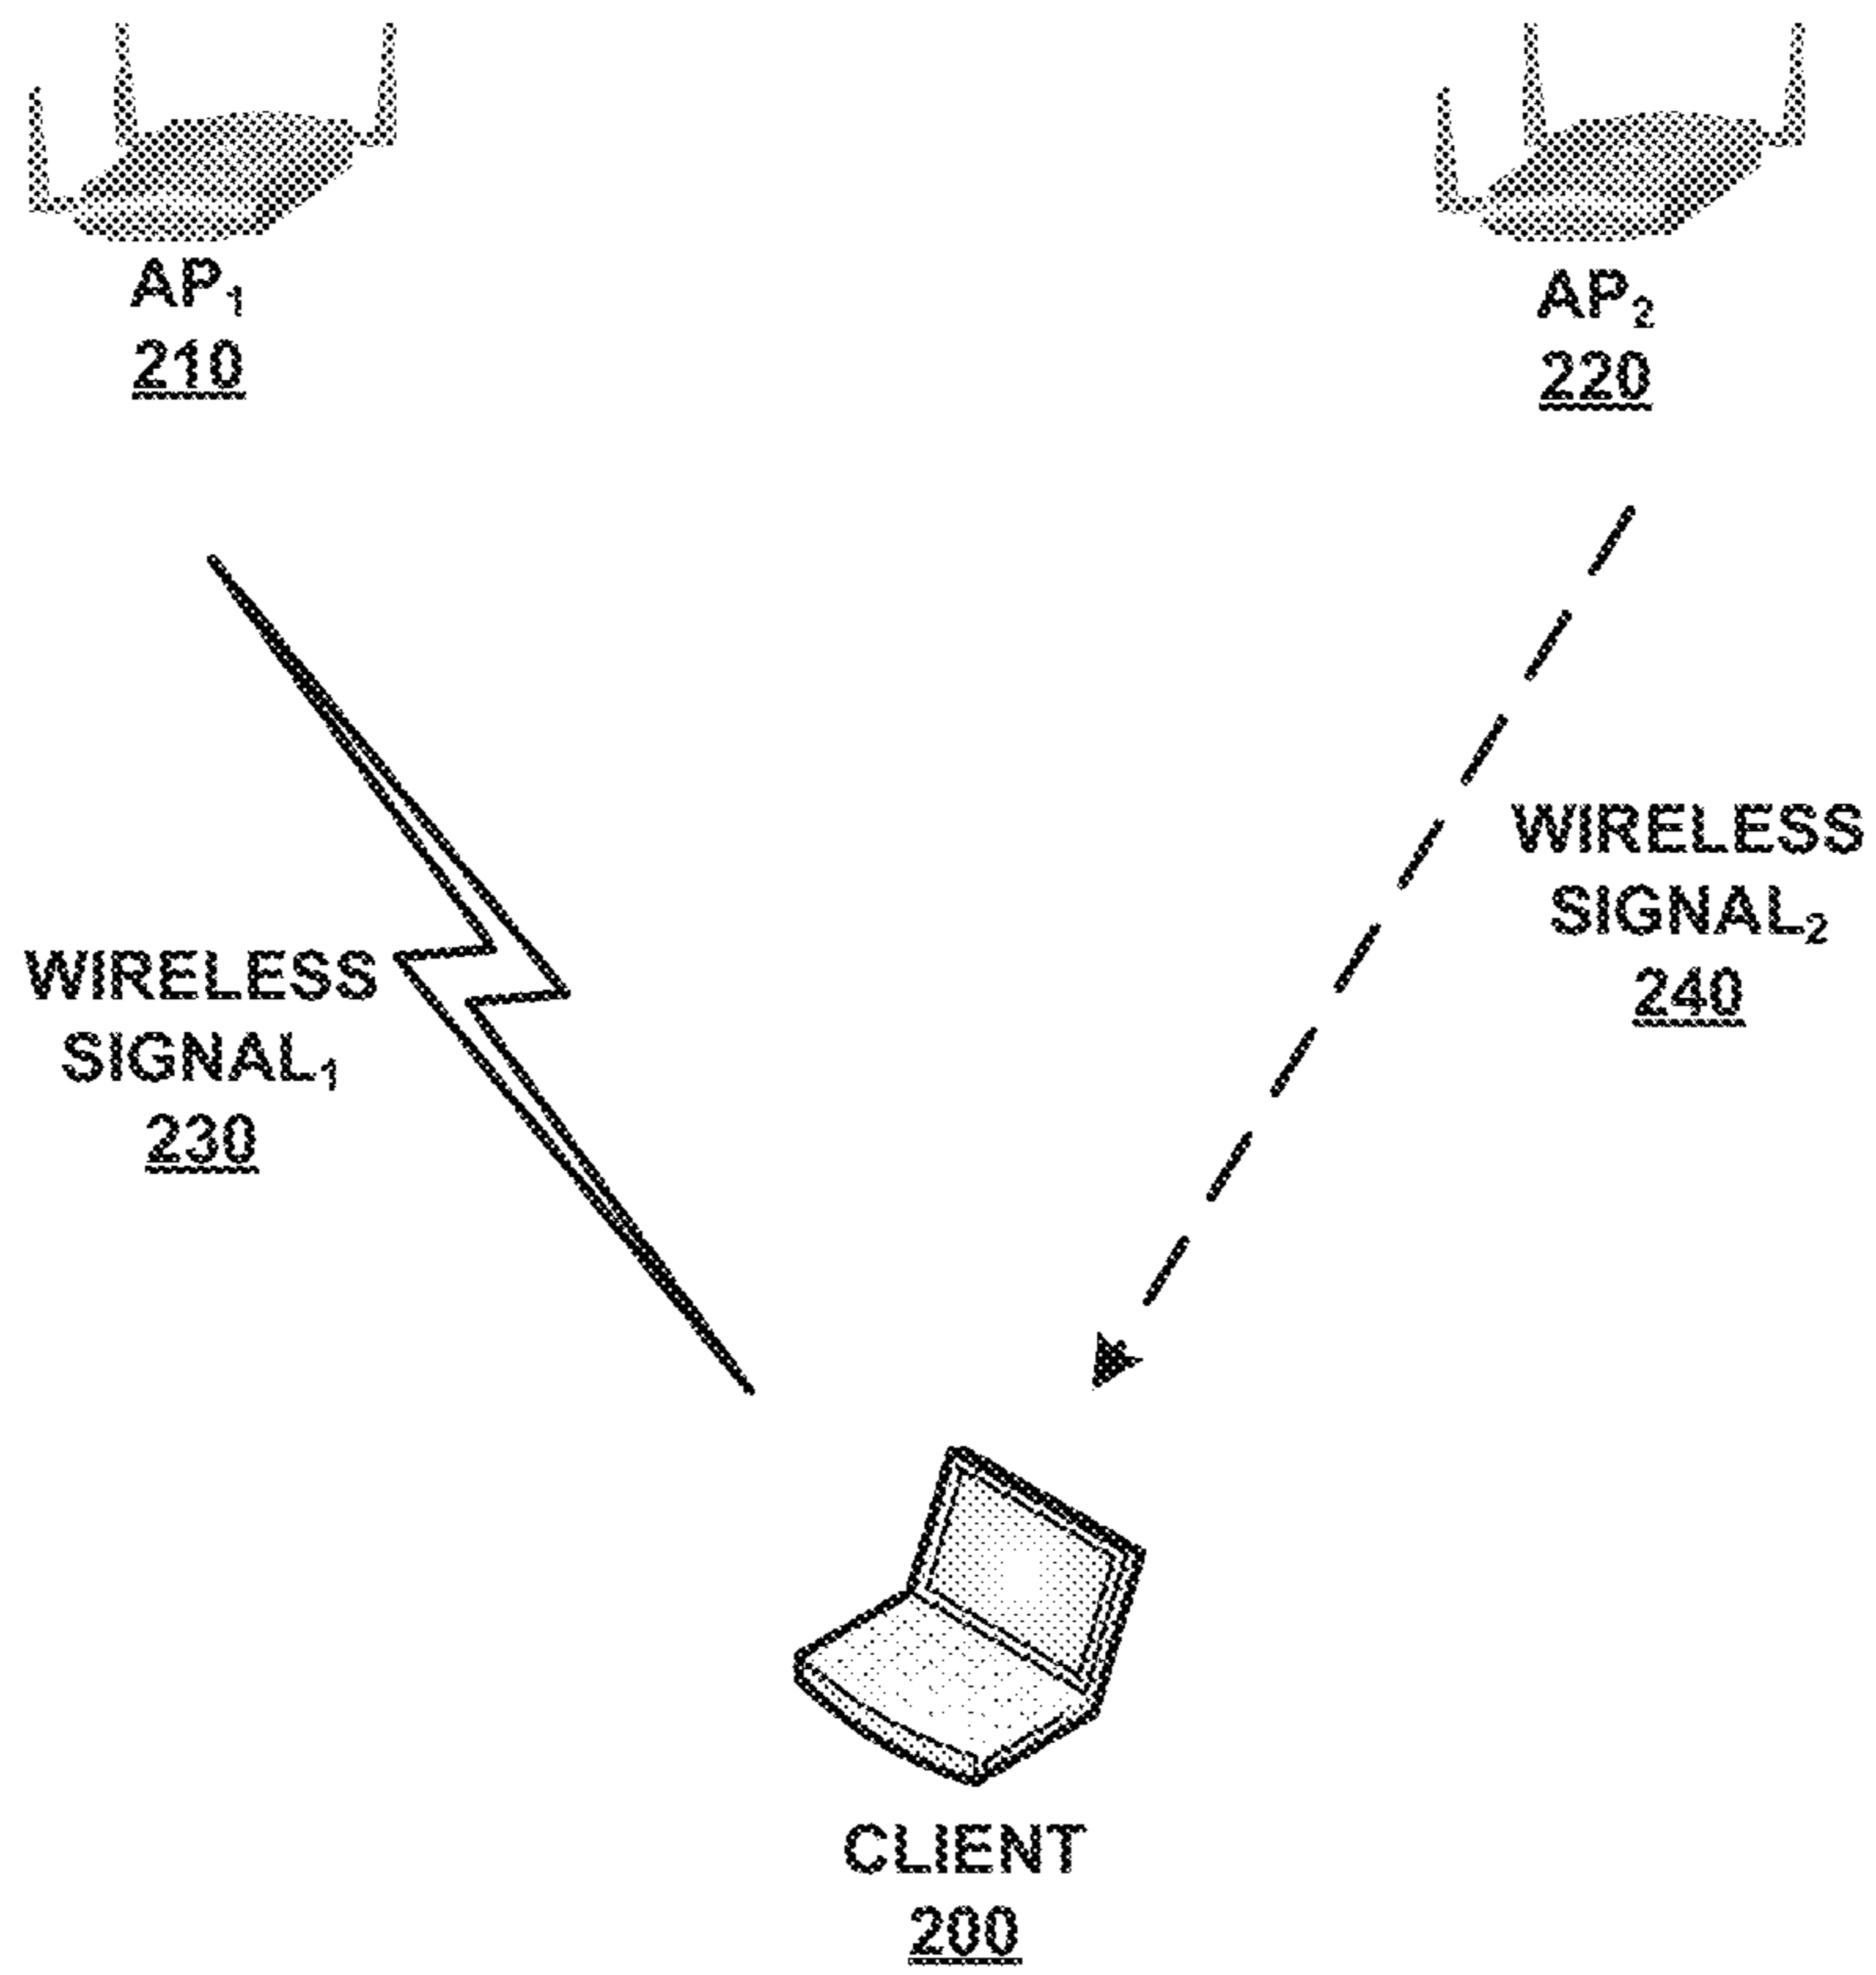 AP₁
210
AP₂
220
WIRELESS
SIGNAL₂
240
WIRELESS
SIGNAL₁
230
CLIENT
200